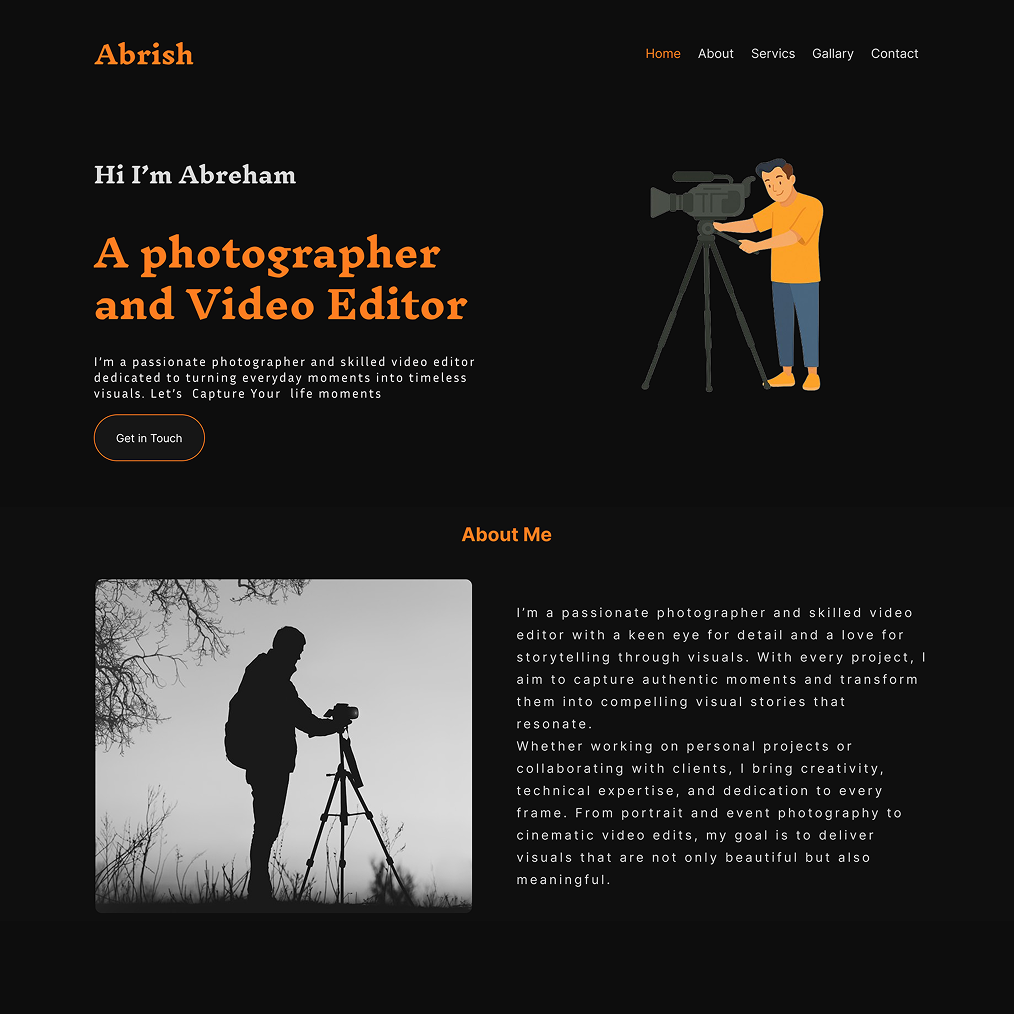 Abrish
Home About Servics Gallary Contact
Hi I'm Abreham
A photographer
and Video Editor
I'm a passionate photographer and skilled video editor
dedicated to turning everyday moments into timeless
visuals. Let's Capture Your life moments
Get in Touch
About Me
I'm a passionate photographer and skilled video
editor with a keen eye for detail and a love for
storytelling through visuals. With every project, I
aim to capture authentic moments and transform
them into compelling visual stories that
resonate.
Whether working on personal projects or
collaborating with clients, I bring creativity,
technical expertise, and dedication to every
frame. From portrait and event photography to
cinematic video edits, my goal is to deliver
visuals that are not only beautiful but also
meaningful.